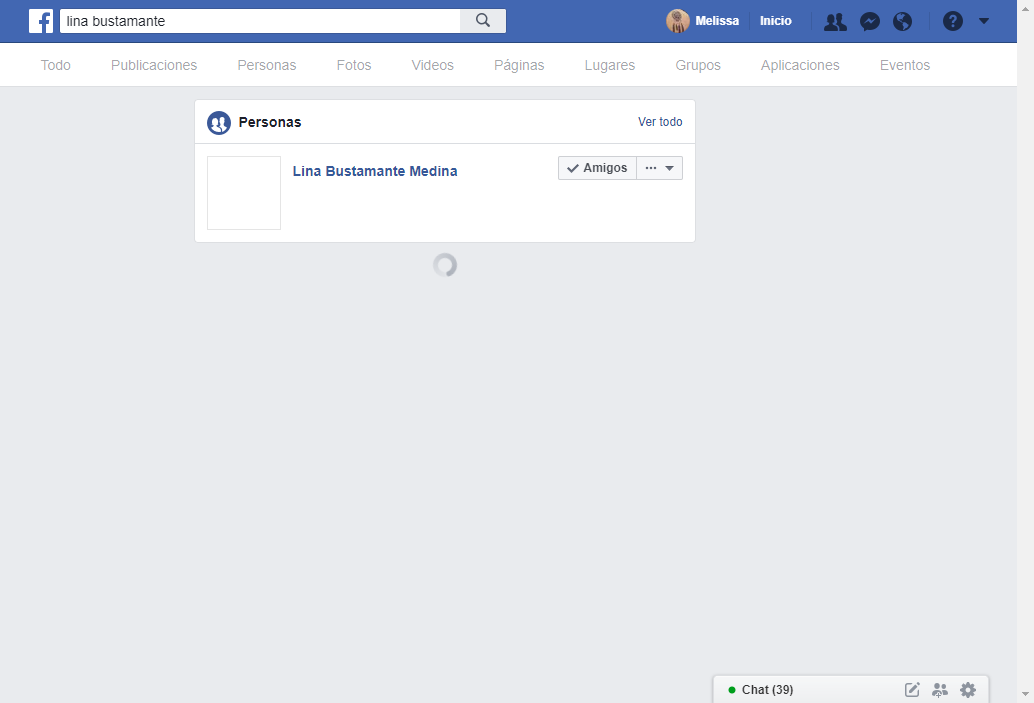 lina bustamante
Melissa
Inicio
Todo
Publicaciones
Personas
Fotos
Videos
Páginas
Lugares
Grupos
Aplicaciones
Eventos
Personas
Ver todo
Lina Bustamante Medina
Amigos
Chat (39)